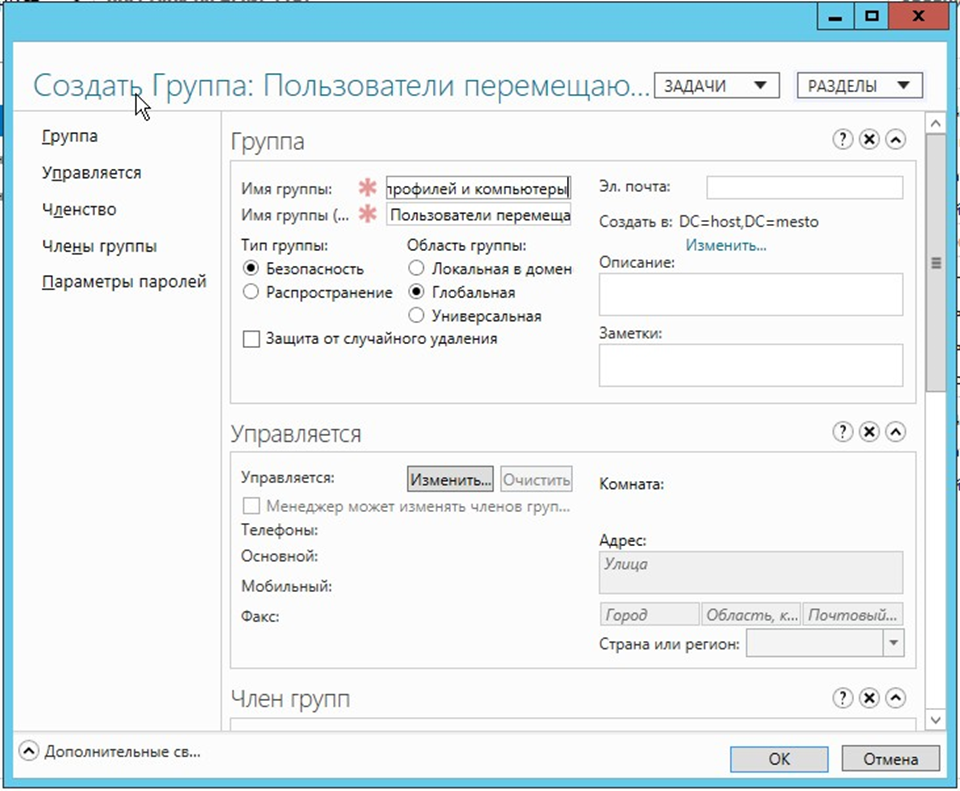 Создать Группа: Пользователи перемещаю...
ЗАДАЧИ
РАЗДЕЛЫ
Группа
Управляется
Членство
Члены группы
Параметры паролей
Группа
Имя группы: * профилей и компьютеры
Имя группы (... * Пользователи перемеща
Тип группы:
Безопасность
Распространение
Область группы:
Локальная в домен
Глобальная
Универсальная
Защита от случайного удаления
Эл. почта:
Создать в: DC=host,DC=mesto
Изменить...
Описание:
Заметки:
Управляется
Управляется: Изменить... Очистить
Менеджер может изменять членов груп...
Телефоны:
Основной:
Мобильный:
Факс:
Комната:
Адрес:
Улица
Город Область, к... Почтовый...
Страна или регион:
Член групп
Дополнительные св...
ОК
Отмена